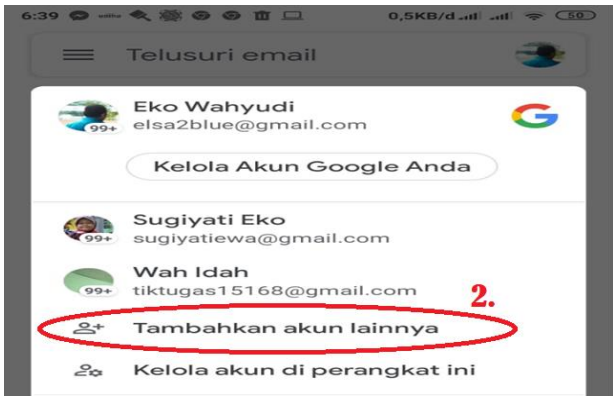 6:39
0,5KB/d
50
Telusuri email
Eko Wahyudi
99+
elsa2blue@gmail.com
G
Kelola Akun Google Anda
Sugiyati Eko
99+
sugiyatiewa@gmail.com
Wah Idah
99+
tiktugas15168@gmail.com
2.
Tambahkan akun lainnya
Kelola akun di perangkat ini